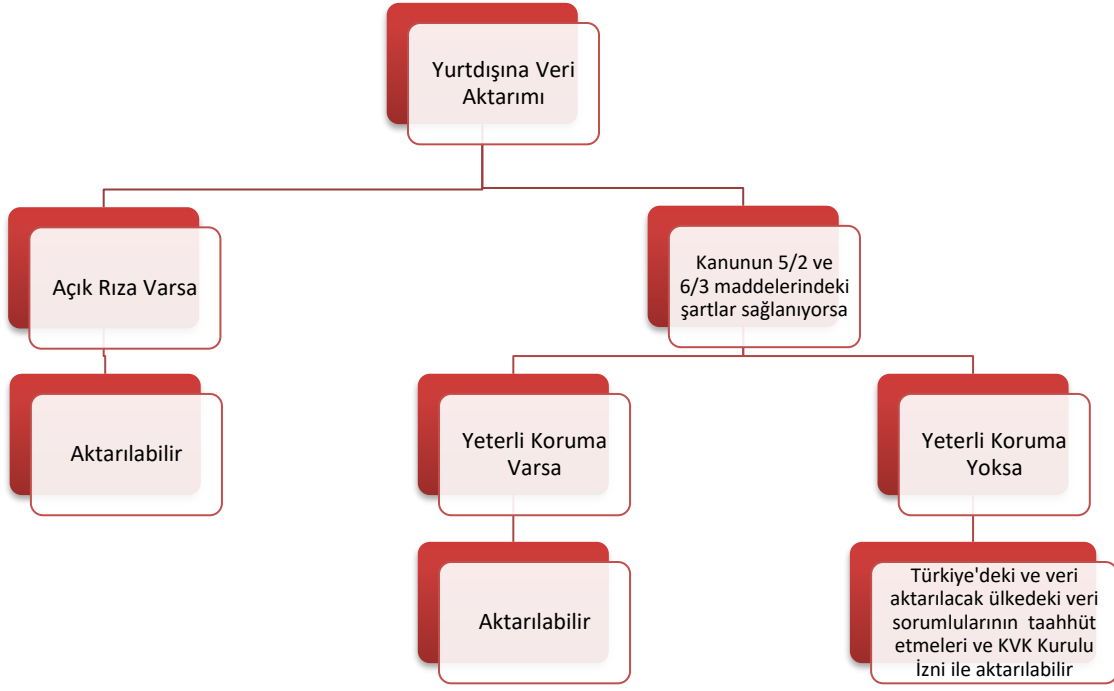 Yurtdışına Veri
Aktarımı
Açık Rıza Varsa
Kanunun 5/2 ve
6/3 maddelerindeki
şartlar sağlanıyorsa
Aktarılabilir
Yeterli Koruma
Varsa
Yeterli Koruma
Yoksa
Aktarılabilir
Türkiye'deki ve veri
aktarılacak ülkedeki veri
sorumlularının taahhüt
etmeleri ve KVK Kurulu
İzni ile aktarılabilir